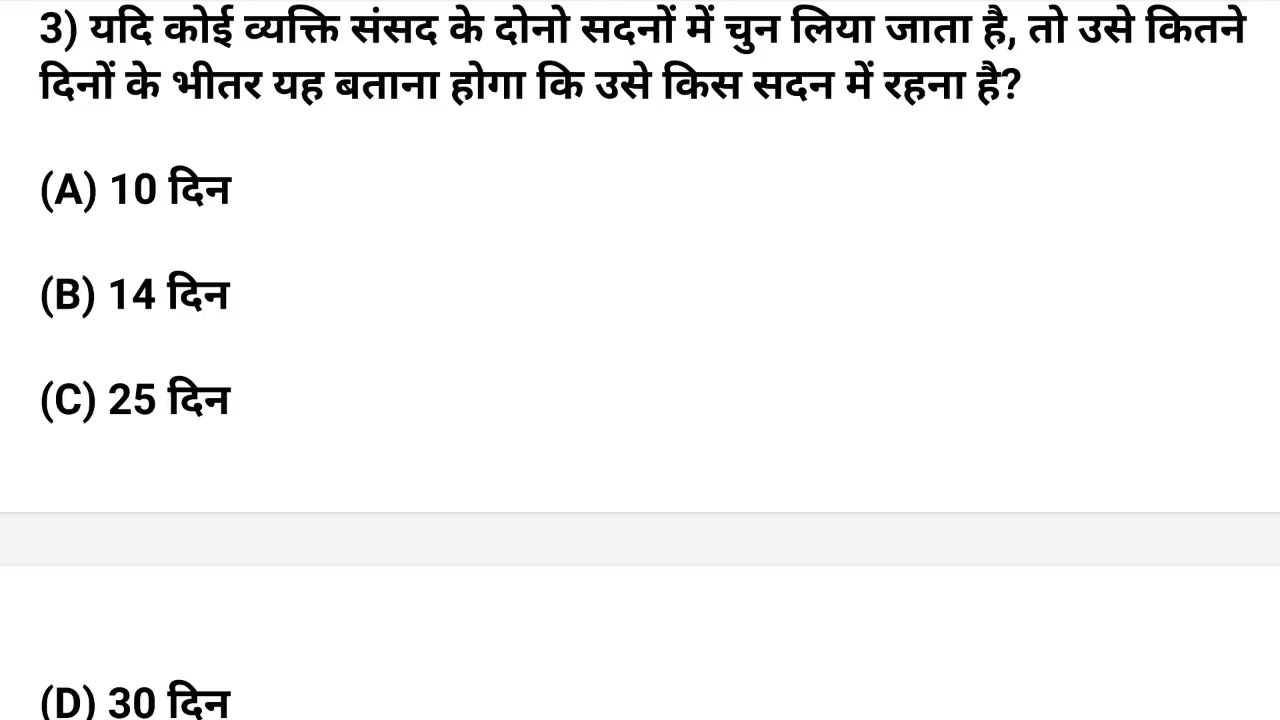 3) यदि कोई व्यक्ति संसद के दोनो सदनों में चुन लिया जाता है, तो उसे कितने
दिनों के भीतर यह बताना होगा कि उसे किस सदन में रहना है?
(A) 10 दिन
(B) 14 दिन
(C) 25 दिन
(D) 30 दिन